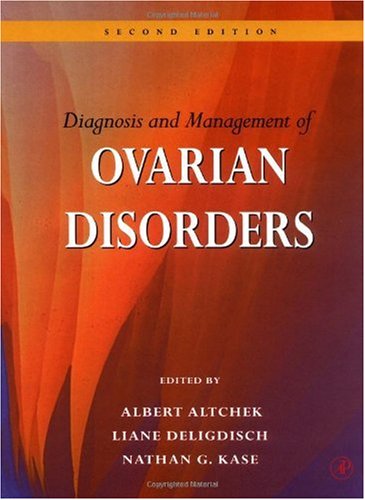 SECOND EDITION
Diagnosis and Management of
OVARIAN
DISORDERS
EDITED BY
ALBERT ALTCHEK
LIANE DELIGDISCH
NATHAN G. KASE